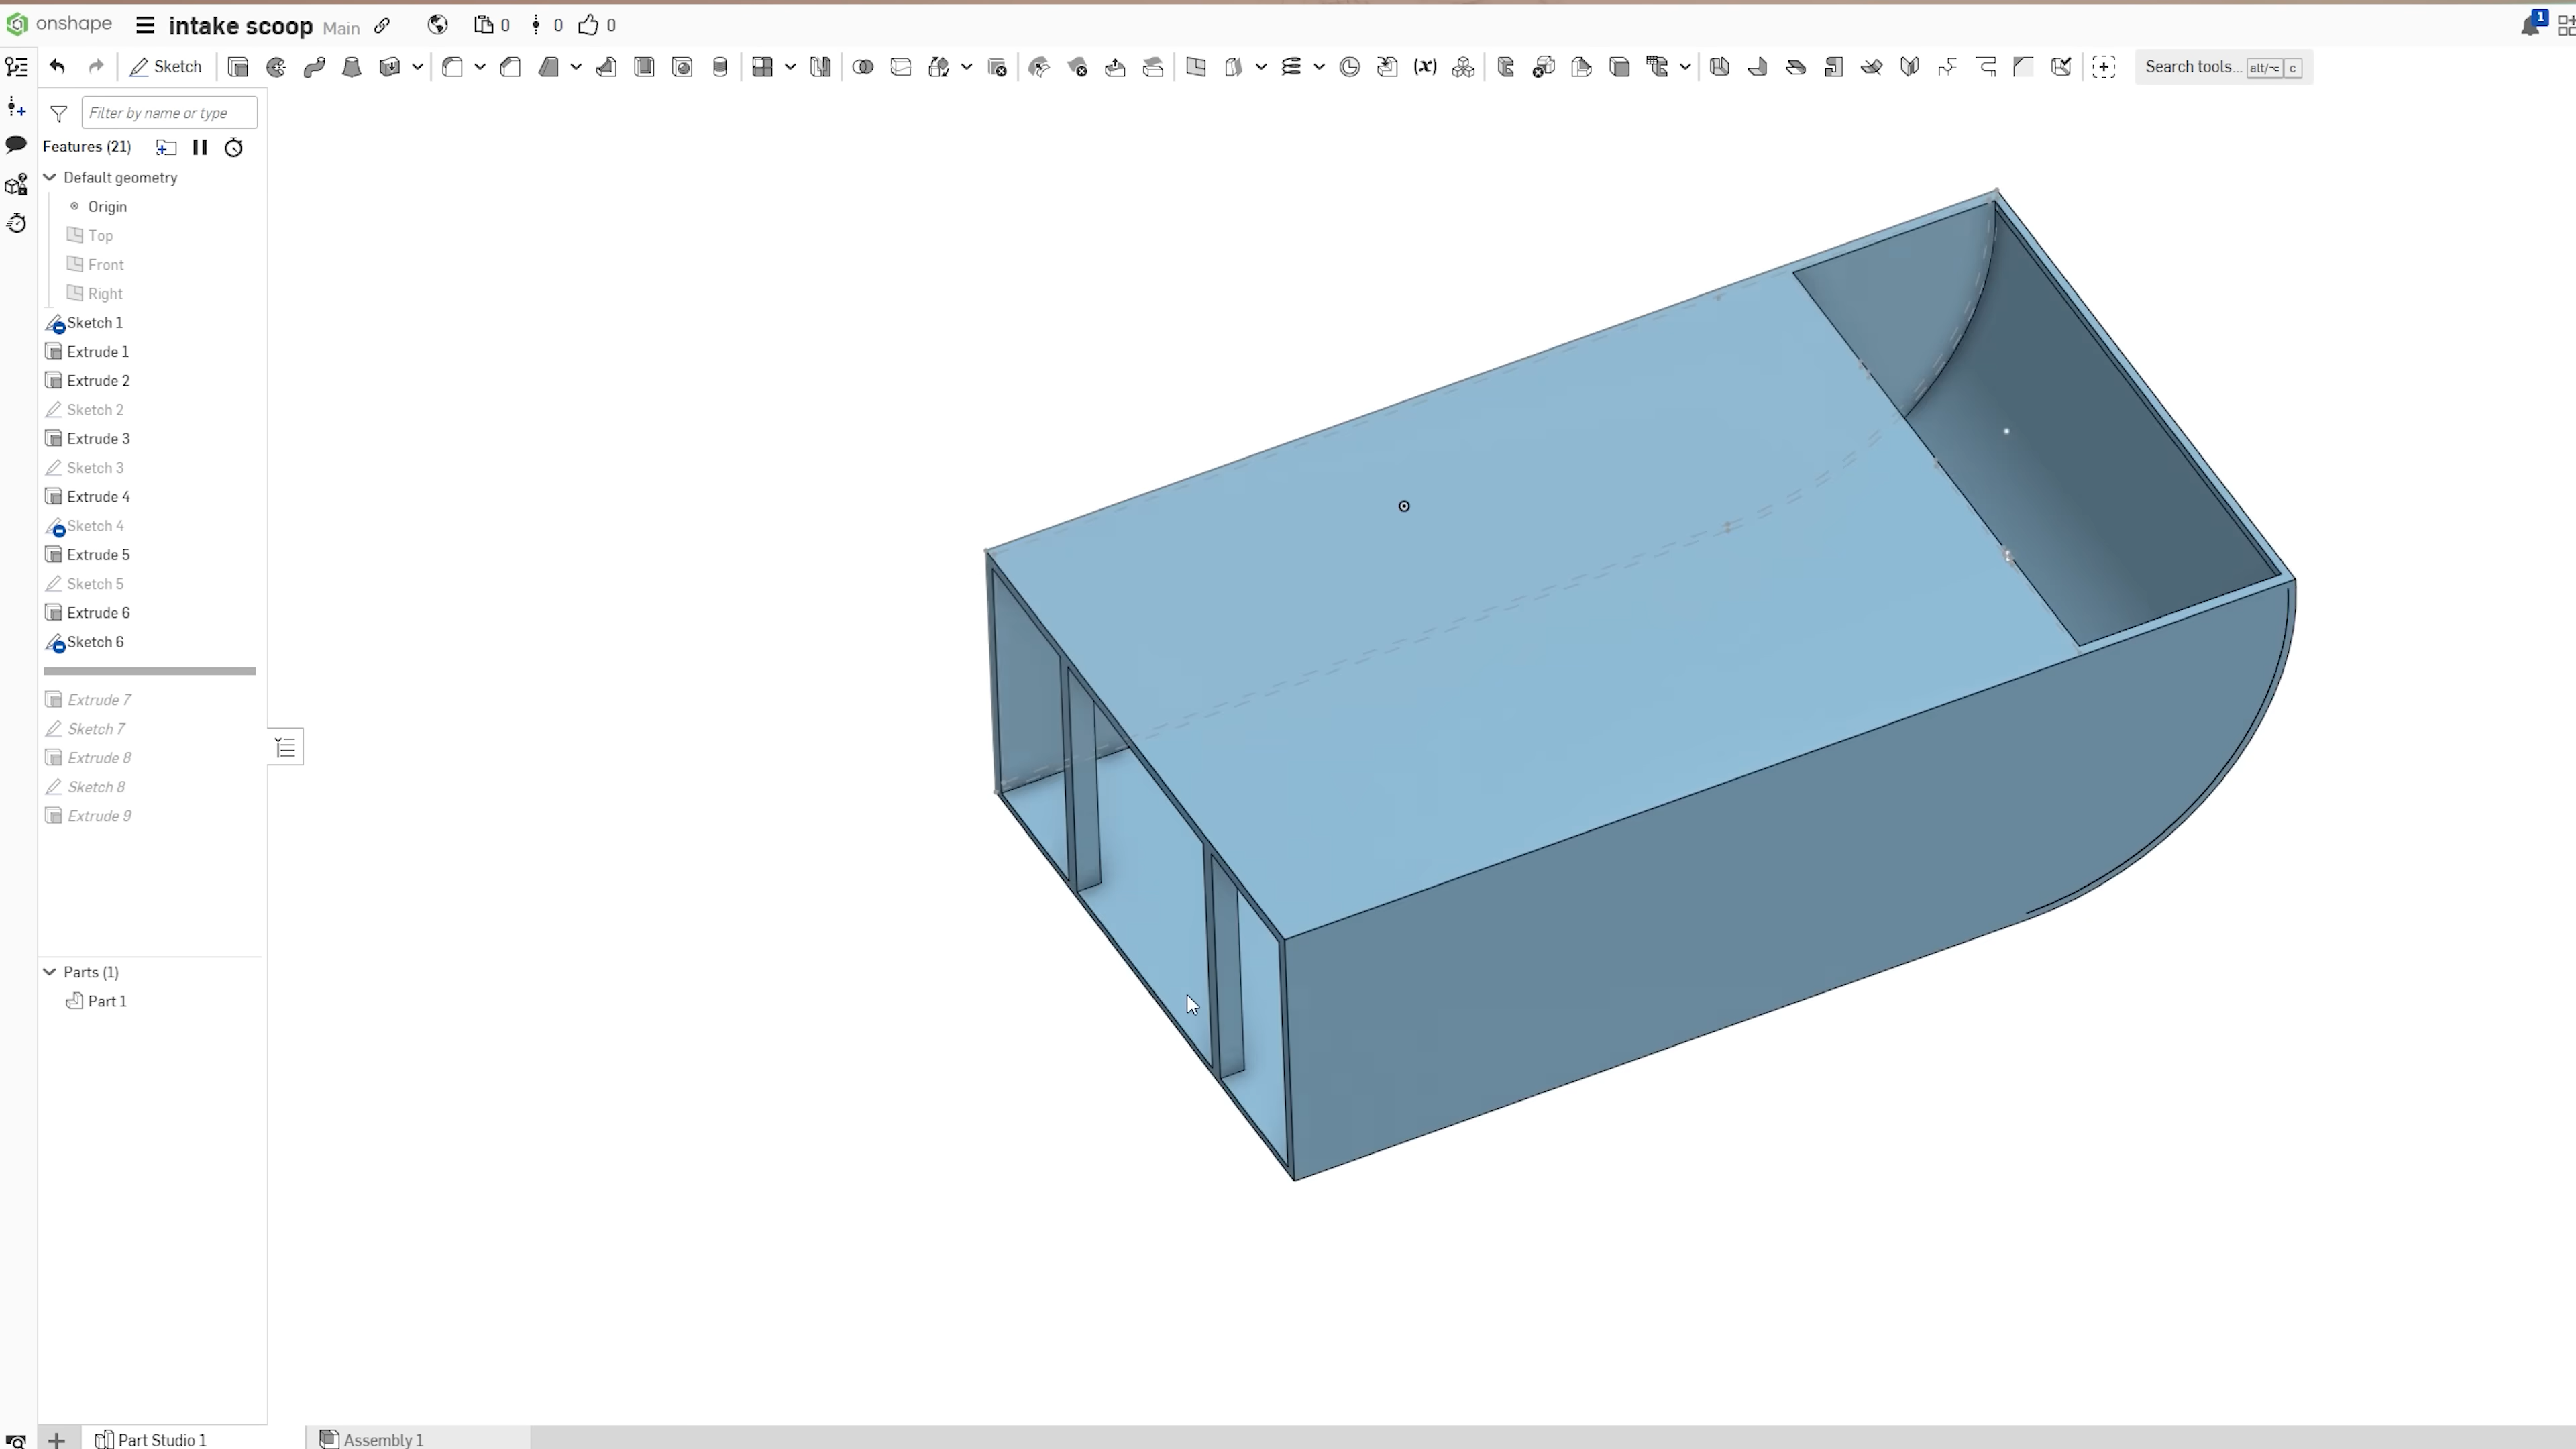 onshape intake scoop Main 0 0 0 1
Sketch (x) Search tools... alt/⌥ c
Filter by name or type
Features (21)
Default geometry
Origin
Top
Front
Right
Sketch 1
Extrude 1
Extrude 2
Sketch 2
Extrude 3
Sketch 3
Extrude 4
Sketch 4
Extrude 5
Sketch 5
Extrude 6
Sketch 6
Extrude 7
Sketch 7
Extrude 8
Sketch 8
Extrude 9
Parts (1)
Part 1
Part Studio 1 Assembly 1